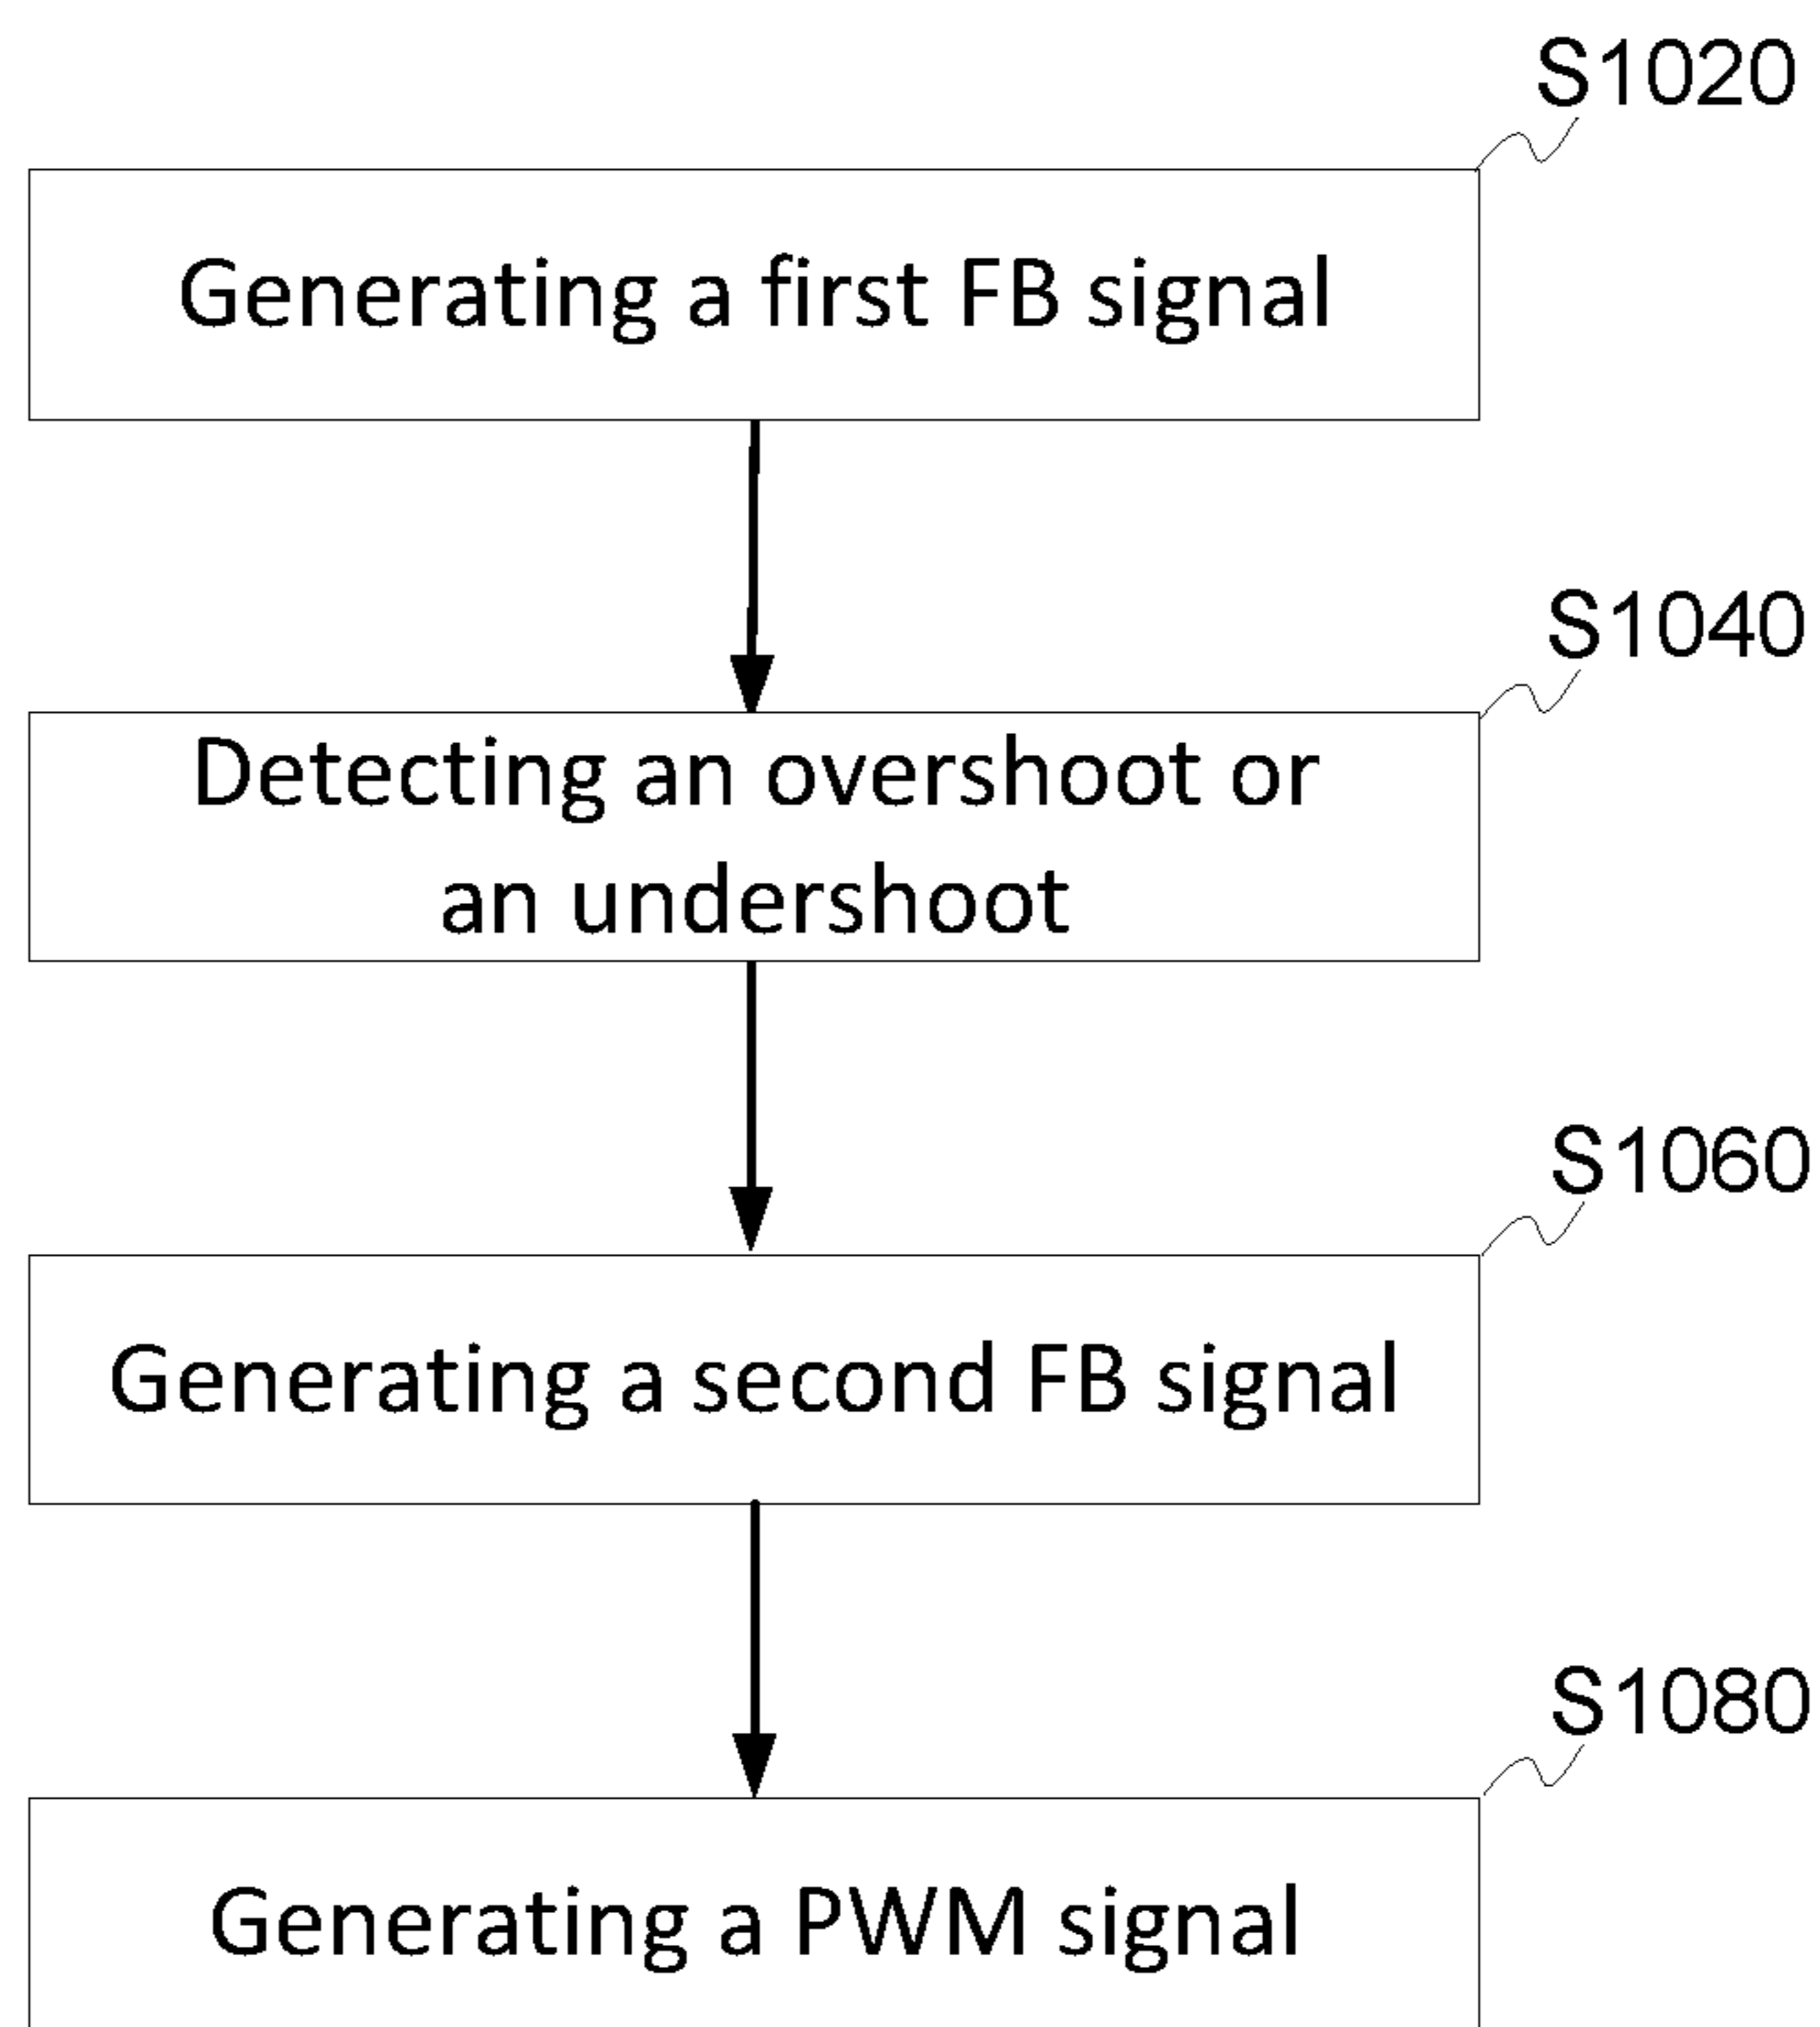 S1020
Generating a first FB signal
S1040
Detecting an overshoot or
an undershoot
S1060
Generating a second FB signal
S1080
Generating a PWM signal